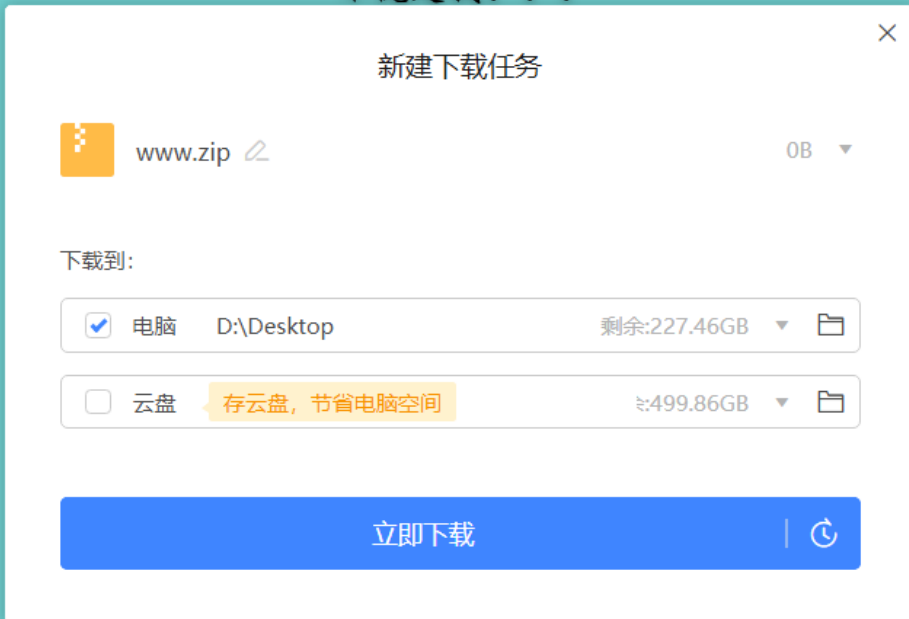 新建下载任务
www.zip 0B
下载到:
电脑 D:\Desktop 剩余:227.46GB
云盘 存云盘，节省电脑空间 :499.86GB
立即下载